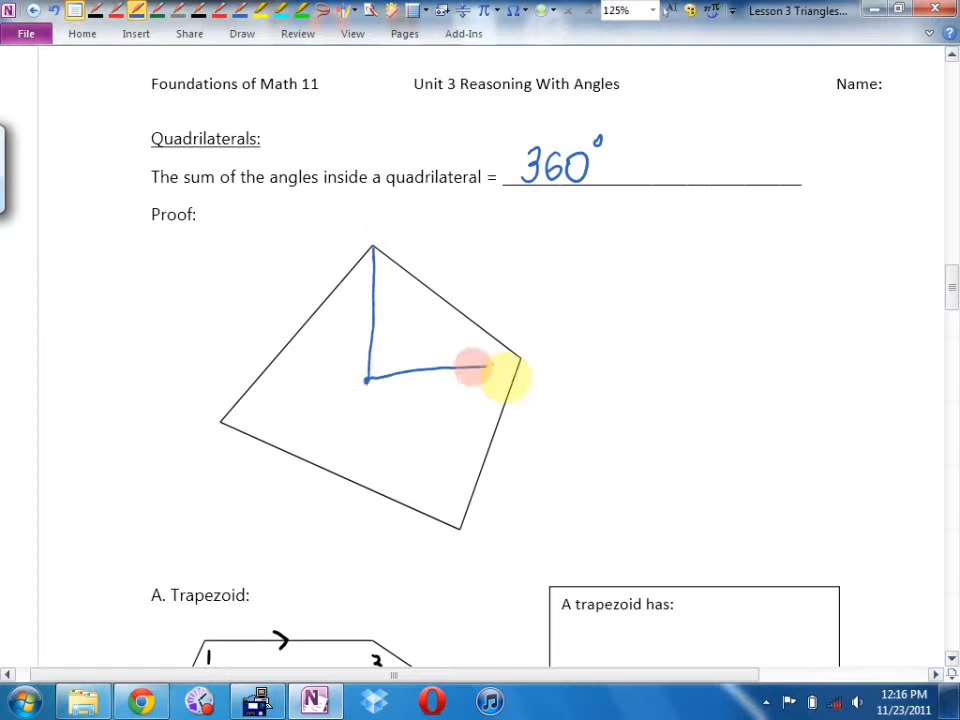 125% Lesson 3 Triangles...
File Home Insert Share Draw Review View Pages Add-Ins
Foundations of Math 11 Unit 3 Reasoning With Angles Name:
Quadrilaterals:
The sum of the angles inside a quadrilateral = 360°
Proof:
A. Trapezoid:
A trapezoid has:
1 2
12:16 PM
11/23/2011